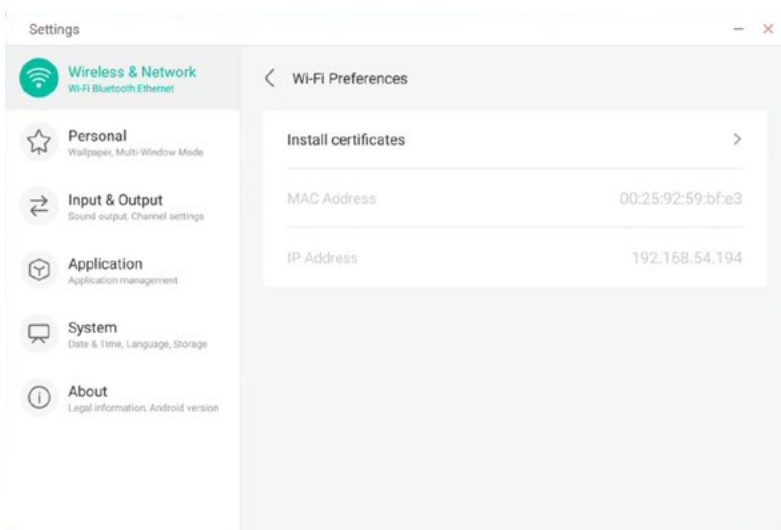 Settings
Wireless & Network
Wi-Fi Bluetooth Ethernet
Wi-Fi Preferences
Personal
Wallpaper, Multi-Window Mode
Install certificates
MAC Address 00:25:92:59:bf:e3
Input & Output
Sound output, Channel settings
IP Address 192.168.54.194
Application
Application management
System
Date & Time, Language, Storage
About
Legal information, Android version